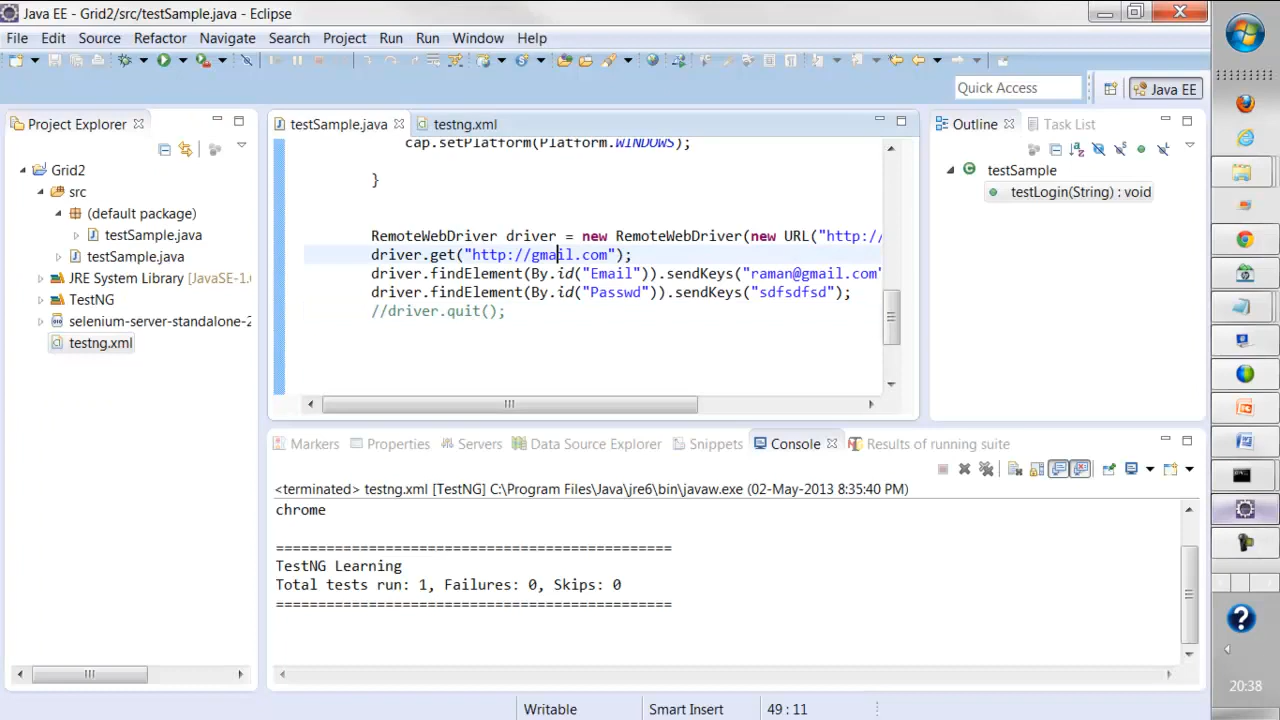 Java EE - Grid2/src/testSample.java - Eclipse
File Edit Source Refactor Navigate Search Project Run Run Window Help
Quick Access
Java EE
Project Explorer
testSample.java
testng.xml
Outline
Task List
Grid2
src
(default package)
testSample.java
testSample.java
JRE System Library (JavaSE-1.
TestNG
selenium-server-standalone-2
testng.xml
cap.setPlatform(Platform.WINDOWS);
}
RemoteWebDriver driver = new RemoteWebDriver(new URL("http://
driver.get("http://gmail.com");
driver.findElement(By.id("Email")).sendKeys("raman@gmail.com"
driver.findElement(By.id("Passwd")).sendKeys("sdfsdfsd");
//driver.quit();
testSample
testLogin(String) : void
Markers Properties Servers Data Source Explorer Snippets Console Results of running suite
<terminated> testng.xml [TestNG] C:\Program Files\Java\jre6\bin\javaw.exe (02-May-2013 8:35:40 PM)
chrome
===============================================
TestNG Learning
Total tests run: 1, Failures: 0, Skips: 0
===============================================
Writable Smart Insert 49 : 11
20:38